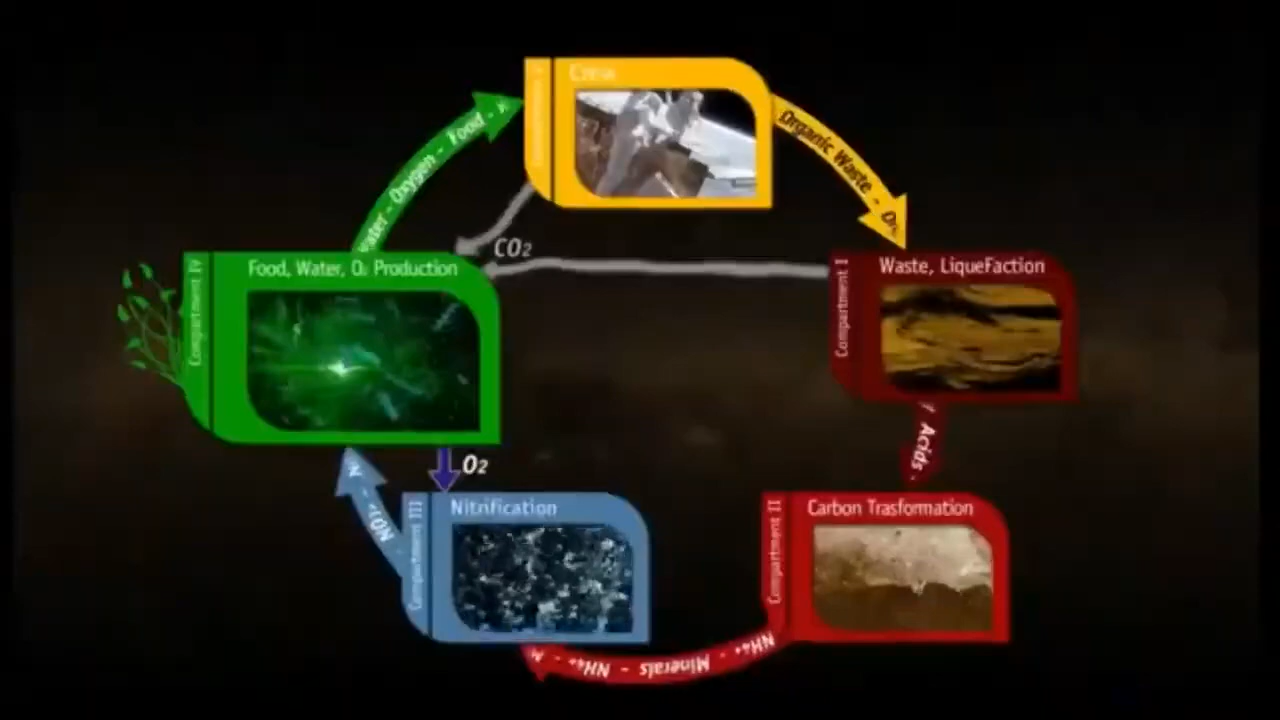 Crew
Organic Waste -
Water - Oxygen - Food -
CO2
Compartment IV
Food, Water, O2 Production
Compartment I
Waste, LiqueFaction
Acids -
O2
- NO3-
Compartment III
Nitrification
Compartment II
Carbon Trasformation
NH4+ - Minerals - NH4+ -